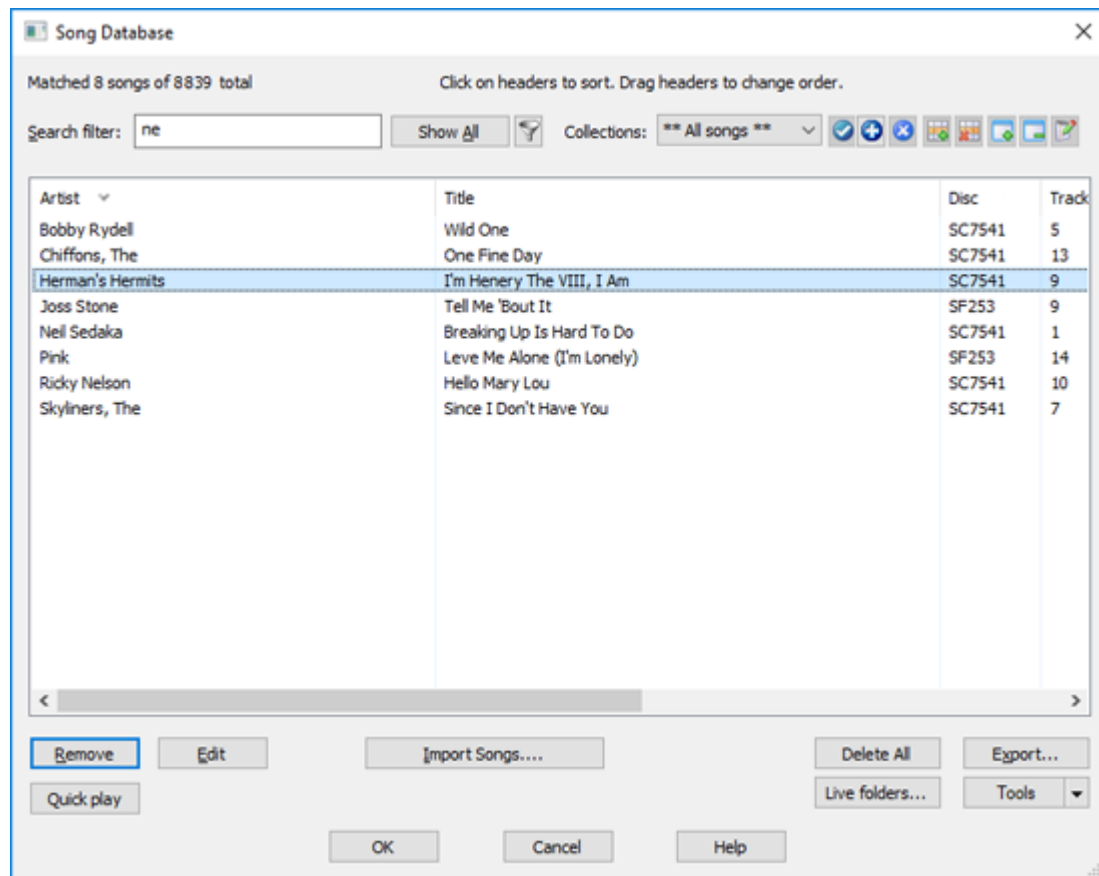 Song Database
Matched 8 songs of 8839 total Click on headers to sort. Drag headers to change order.
Search filter: ne Show All Collections: ** All songs **
Artist Title Disc Track
Bobby Rydell Wild One SC7541 5
Chiffons, The One Fine Day SC7541 13
Herman's Hermits I'm Henery The VIII, I Am SC7541 9
Joss Stone Tell Me 'Bout It SF253 9
Neil Sedaka Breaking Up Is Hard To Do SC7541 1
Pink Leve Me Alone (I'm Lonely) SF253 14
Ricky Nelson Hello Mary Lou SC7541 10
Skyliners, The Since I Don't Have You SC7541 7
Remove Edit Import Songs.... Delete All Export...
Quick play Live folders... Tools
OK Cancel Help